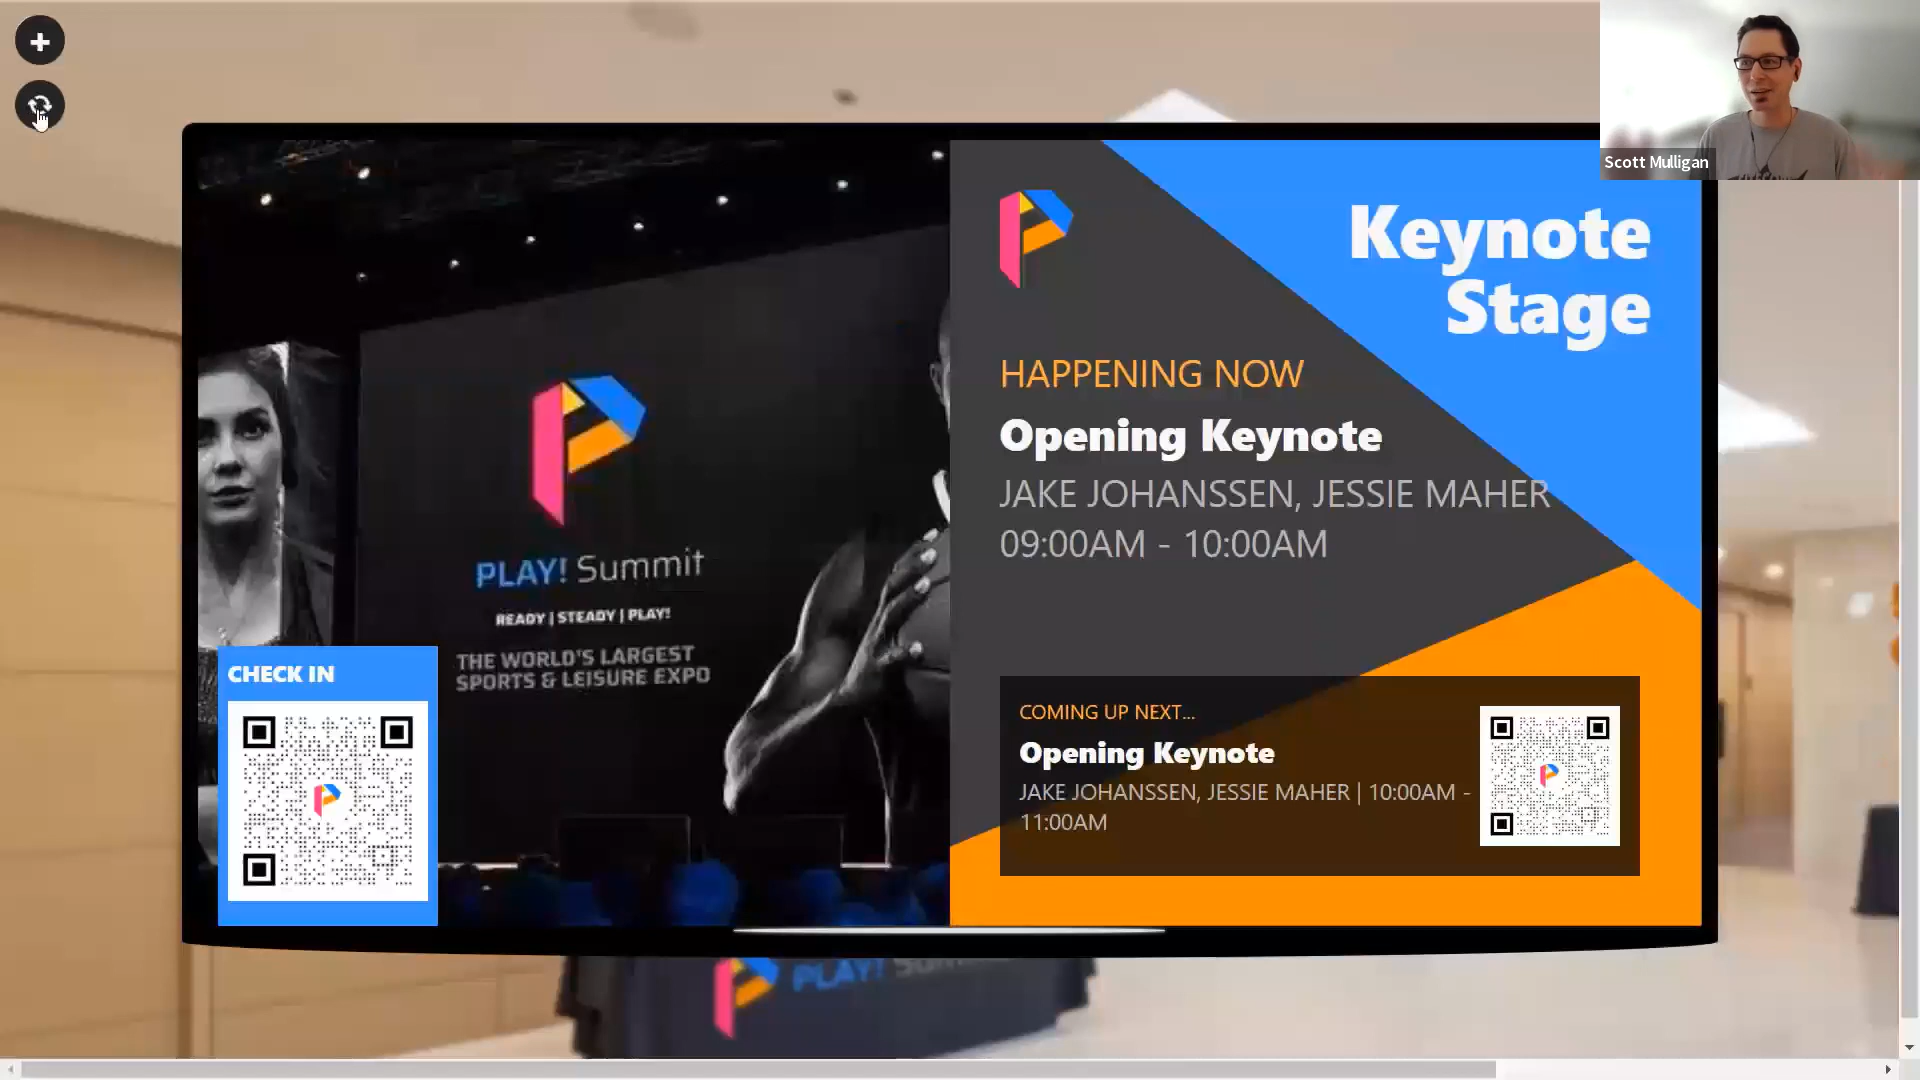 Scott Mulligan
Keynote
Stage
HAPPENING NOW
Opening Keynote
JAKE JOHANSSEN, JESSIE MAHER
09:00AM - 10:00AM
PLAY! Summit
READY | STEADY | PLAY!
THE WORLD'S LARGEST
SPORTS & LEISURE EXPO
CHECK IN
COMING UP NEXT...
Opening Keynote
JAKE JOHANSSEN, JESSIE MAHER | 10:00AM -
11:00AM
PLAY!